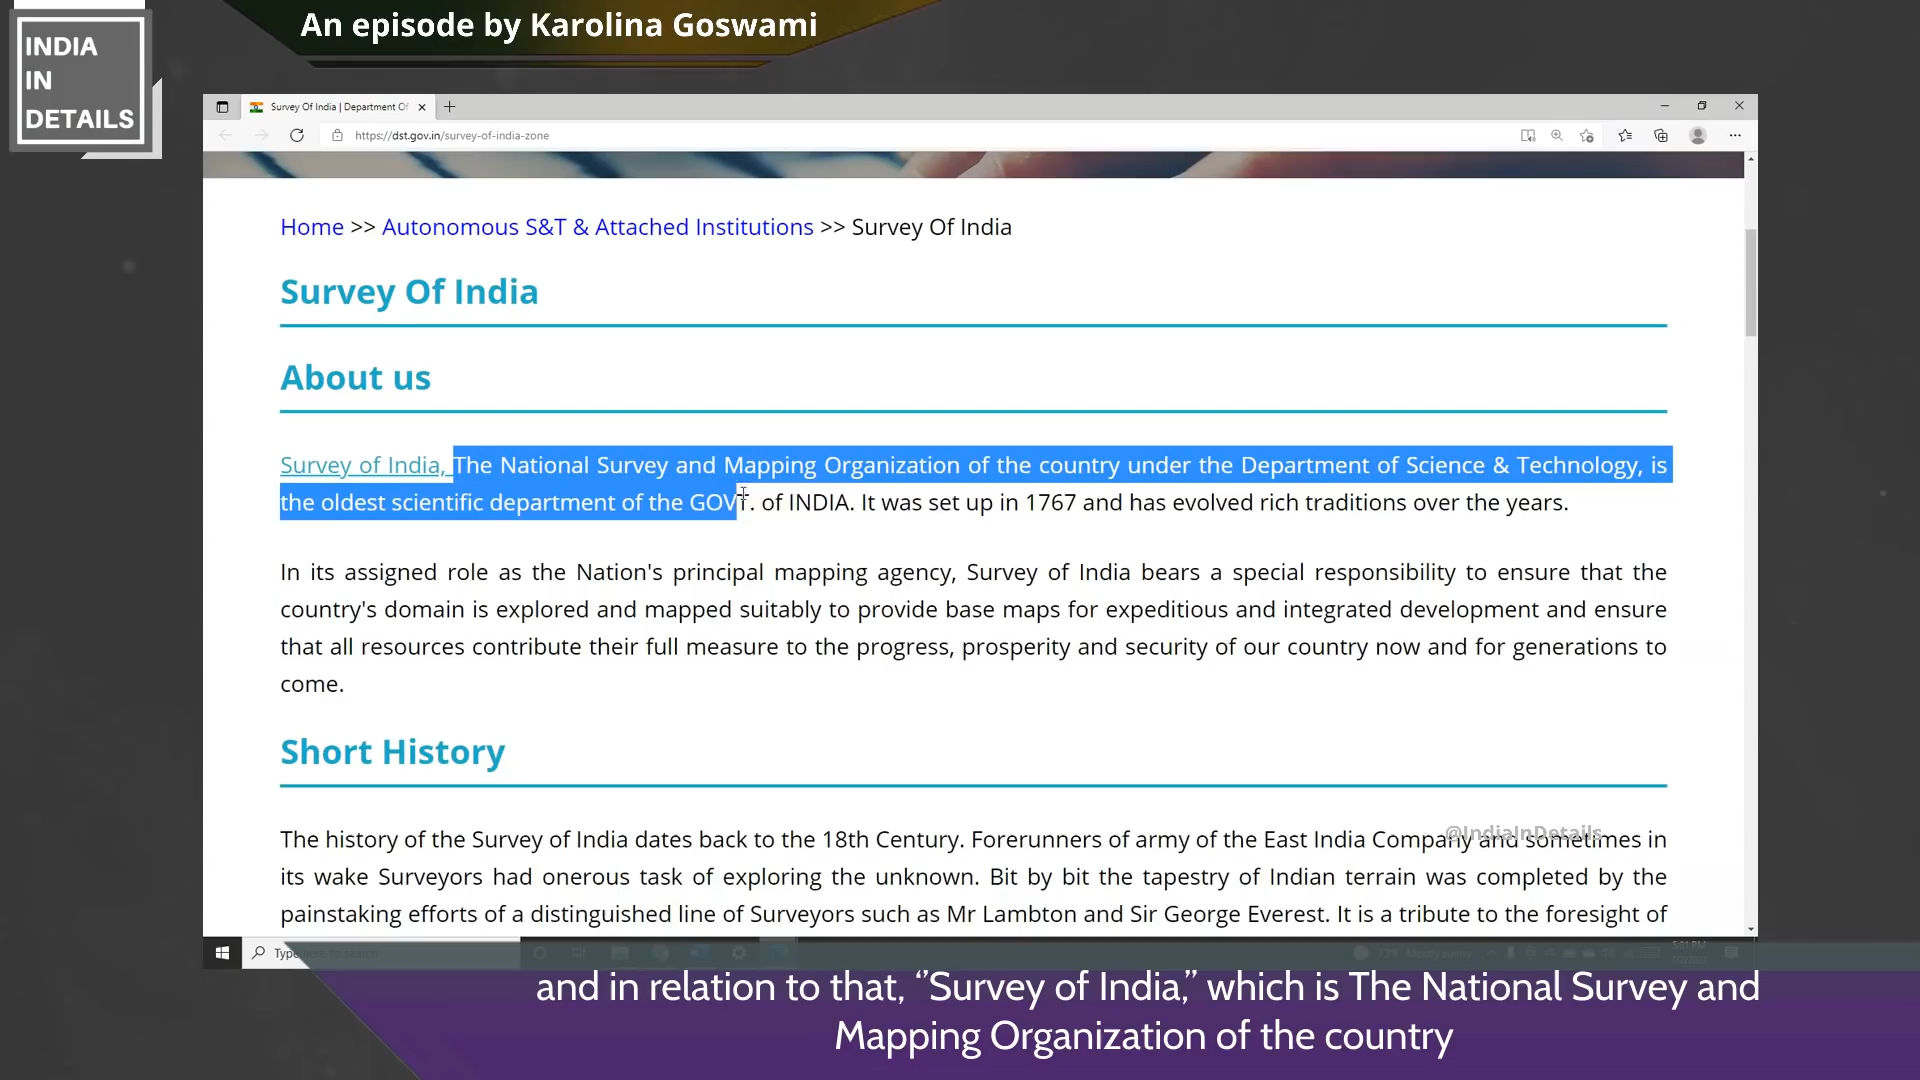 An episode by Karolina Goswami
INDIA
IN
DETAILS
Survey Of India | Department Of
https://dst.gov.in/survey-of-india-zone
Home >> Autonomous S&T & Attached Institutions >> Survey Of India
Survey Of India
About us
Survey of India, The National Survey and Mapping Organization of the country under the Department of Science & Technology, is
the oldest scientific department of the GOVT. of INDIA. It was set up in 1767 and has evolved rich traditions over the years.
In its assigned role as the Nation's principal mapping agency, Survey of India bears a special responsibility to ensure that the
country's domain is explored and mapped suitably to provide base maps for expeditious and integrated development and ensure
that all resources contribute their full measure to the progress, prosperity and security of our country now and for generations to
come.
Short History
@IndiaInDetails
The history of the Survey of India dates back to the 18th Century. Forerunners of army of the East India Company and sometimes in
its wake Surveyors had onerous task of exploring the unknown. Bit by bit the tapestry of Indian terrain was completed by the
painstaking efforts of a distinguished line of Surveyors such as Mr Lambton and Sir George Everest. It is a tribute to the foresight of
Type here to search
and in relation to that, “Survey of India,” which is The National Survey and
Mapping Organization of the country